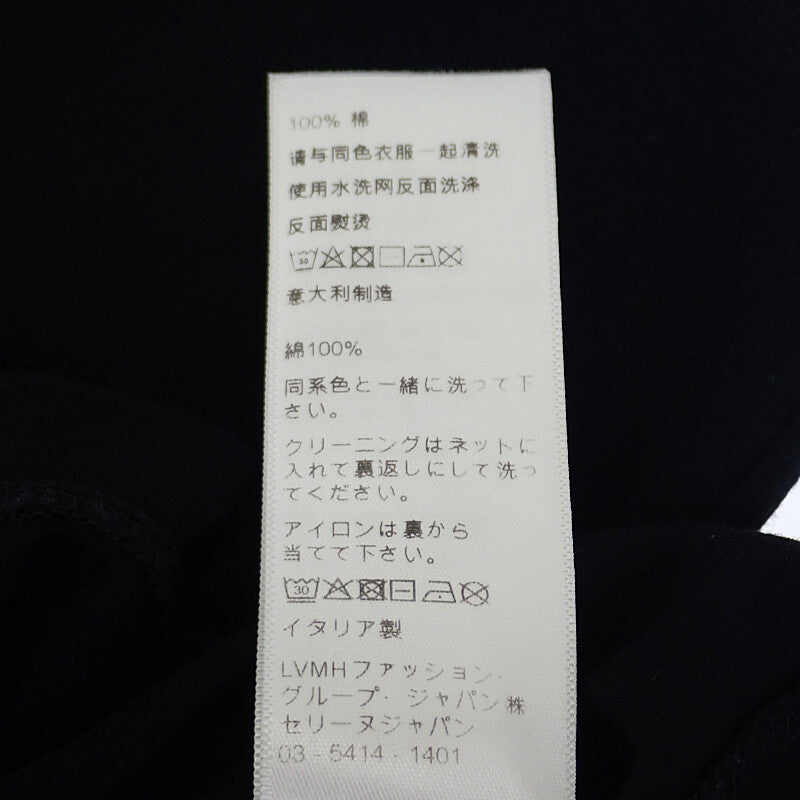 100% 棉
请与同色衣服一起清洗
使用水洗网反面洗涤
反面熨烫
30
意大利制造
綿100%
同系色と一緒に洗って下
さい。
クリーニングはネットに
入れて裏返しにして洗っ
てください。
アイロンは裏から
当てて下さい。
30
イタリア製
LVMHファッション・
グループ・ジャパン㈱
セリーヌジャパン
03 - 5414 - 1401